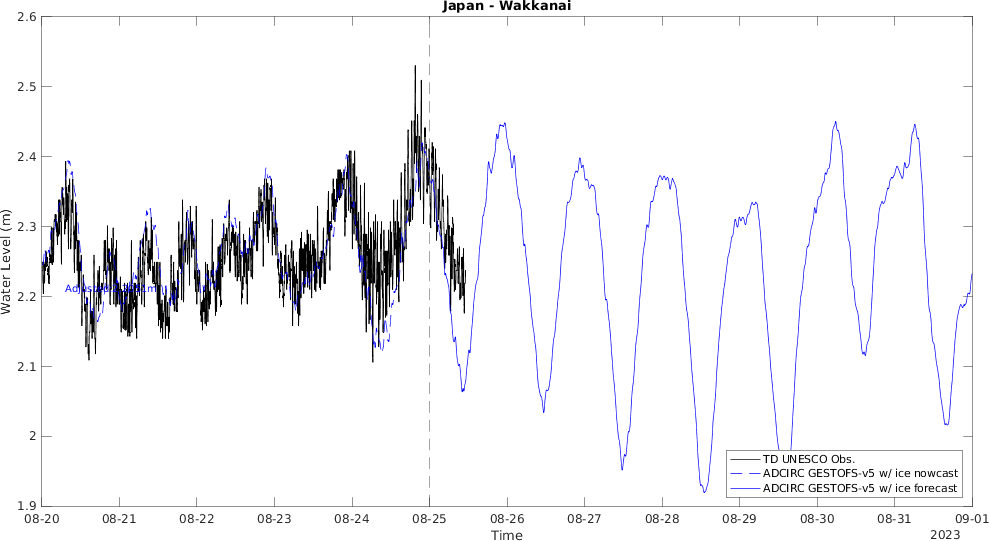 Japan - Wakkanai
Water Level (m)
2.6
2.5
2.4
2.3
2.2
2.1
2
1.9
TD UNESCO Obs.
ADCIRC GESTOFS-v5 w/ ice nowcast
ADCIRC GESTOFS-v5 w/ ice forecast
08-20 08-21 08-22 08-23 08-24 08-25 08-26 08-27 08-28 08-29 08-30 08-31 09-01
Time
2023